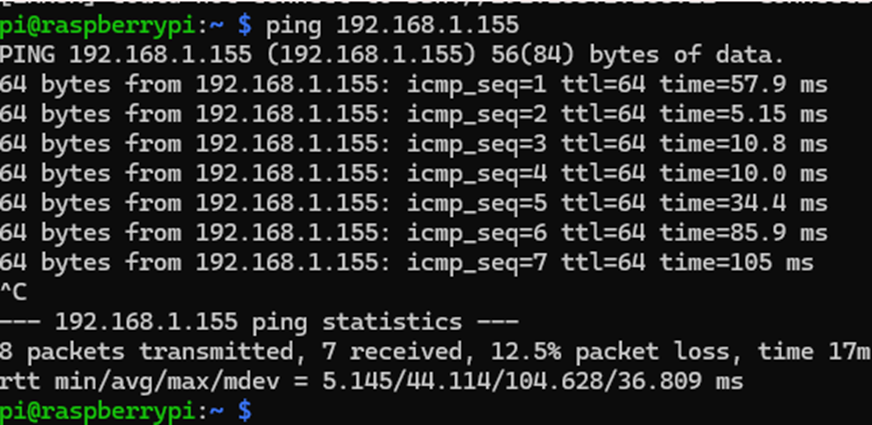 pi@raspberrypi:~ $ ping 192.168.1.155
PING 192.168.1.155 (192.168.1.155) 56(84) bytes of data.
64 bytes from 192.168.1.155: icmp_seq=1 ttl=64 time=57.9 ms
64 bytes from 192.168.1.155: icmp_seq=2 ttl=64 time=5.15 ms
64 bytes from 192.168.1.155: icmp_seq=3 ttl=64 time=10.8 ms
64 bytes from 192.168.1.155: icmp_seq=4 ttl=64 time=10.0 ms
64 bytes from 192.168.1.155: icmp_seq=5 ttl=64 time=34.4 ms
64 bytes from 192.168.1.155: icmp_seq=6 ttl=64 time=85.9 ms
64 bytes from 192.168.1.155: icmp_seq=7 ttl=64 time=105 ms
^C
--- 192.168.1.155 ping statistics ---
8 packets transmitted, 7 received, 12.5% packet loss, time 17m
rtt min/avg/max/mdev = 5.145/44.114/104.628/36.809 ms
pi@raspberrypi:~ $